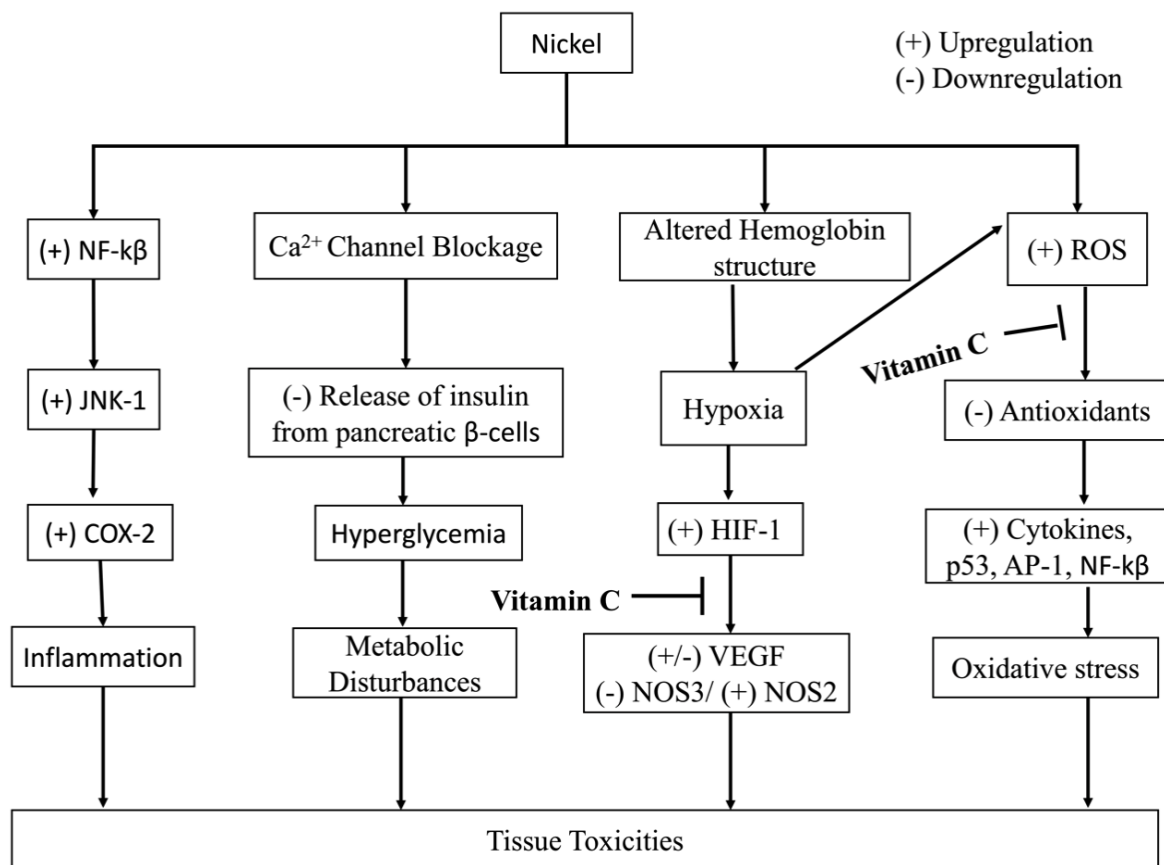 Nickel
(+) Upregulation
(-) Downregulation
(+) NF-kβ
Ca²⁺ Channel Blockage
Altered Hemoglobin
structure
(+) ROS
Vitamin C
(+) JNK-1
(-) Release of insulin
from pancreatic β-cells
Hypoxia
(-) Antioxidants
(+) COX-2
Hyperglycemia
(+) HIF-1
(+) Cytokines,
p53, AP-1, NF-kβ
Vitamin C
Inflammation
Metabolic
Disturbances
(+/-) VEGF
(-) NOS3/ (+) NOS2
Oxidative stress
Tissue Toxicities